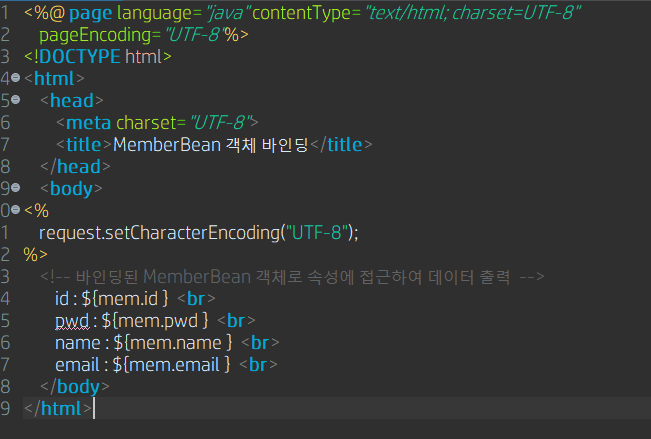 1 <%@ page language="java" contentType="text/html; charset=UTF-8"
2 pageEncoding="UTF-8"%>
3 <!DOCTYPE html>
4 <html>
5 <head>
6 <meta charset="UTF-8">
7 <title>MemberBean 객체 바인딩</title>
8 </head>
9 <body>
0 <%
1 request.setCharacterEncoding("UTF-8");
2 %>
3 <!-- 바인딩된 MemberBean 객체로 속성에 접근하여 데이터 출력 -->
4 id : ${mem.id } <br>
5 pwd : ${mem.pwd } <br>
6 name : ${mem.name } <br>
7 email : ${mem.email } <br>
8 </body>
9 </html>